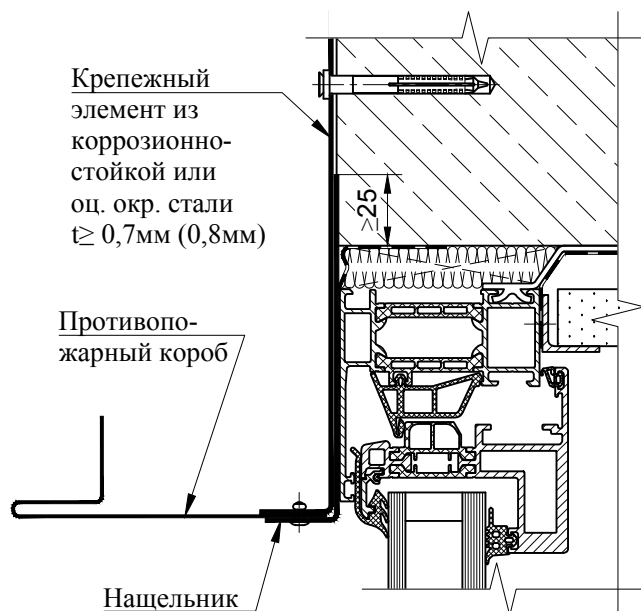 Крепежный
элемент из
коррозионно-
стойкой или
оц. окр. стали
t≥ 0,7мм (0,8мм)
≥25
Противопо-
жарный короб
Нащельник